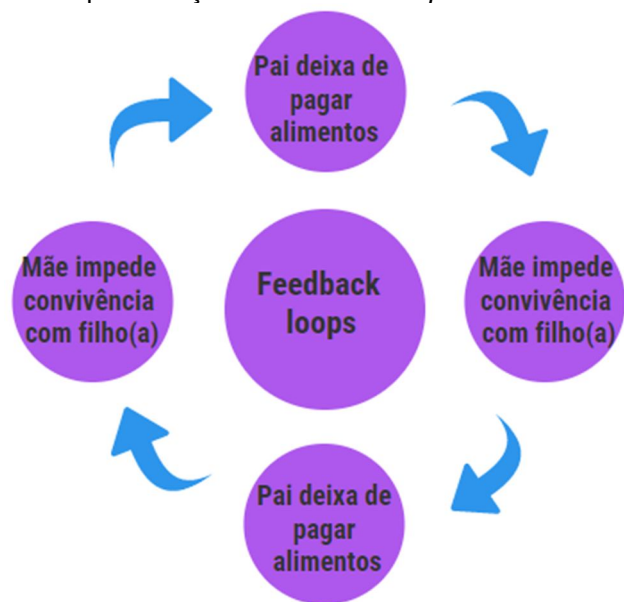 Pai deixa de
pagar
alimentos
Mãe impede
convivência
com filho(a)
Feedback
loops
Mãe impede
convivência
com filho(a)
Pai deixa de
pagar
alimentos